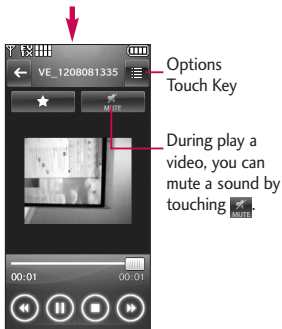 VE_1208081335
Options
Touch Key
MUTE
During play a
video, you can
mute a sound by
touching MUTE.
00:01
00:01